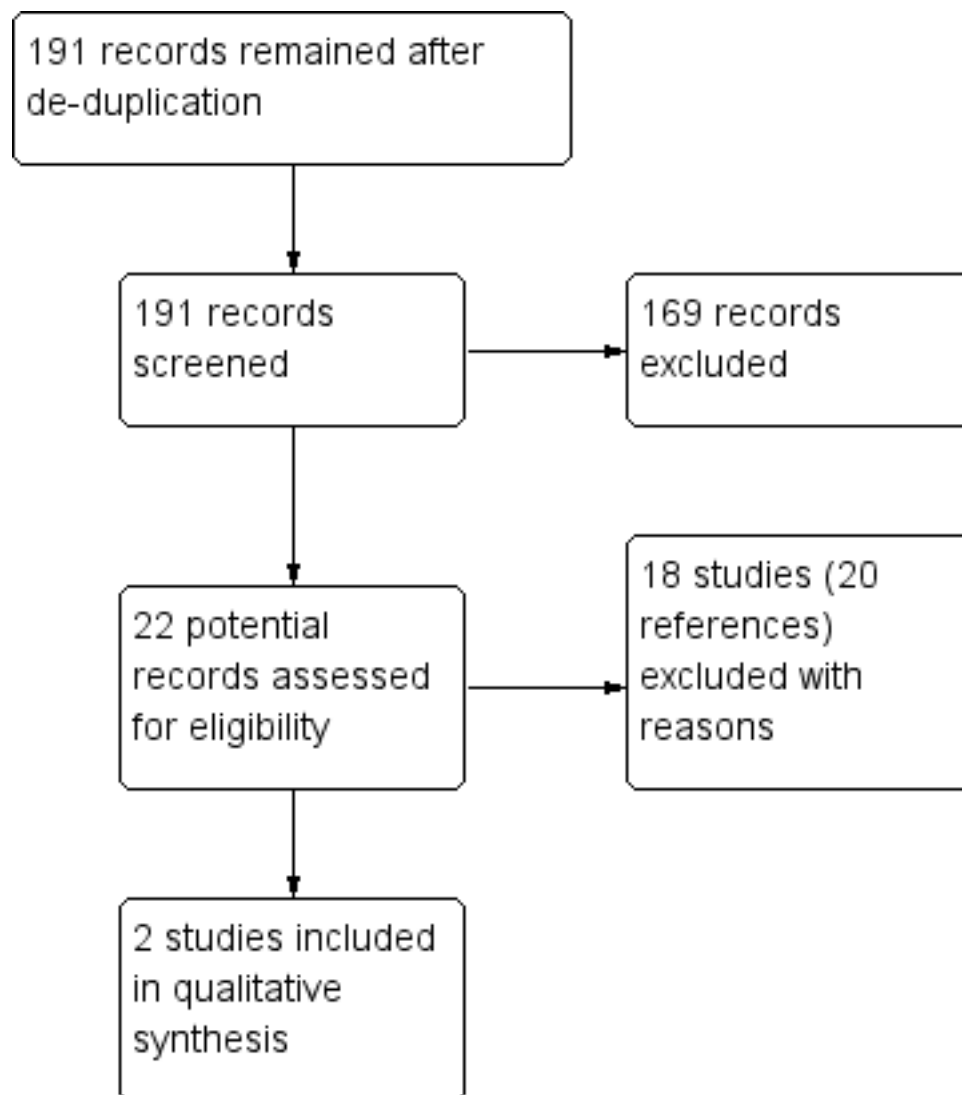 191 records remained after
de-duplication
191 records
screened
169 records
excluded
22 potential
records assessed
for eligibility
18 studies (20
references)
excluded with
reasons
2 studies included
in qualitative
synthesis